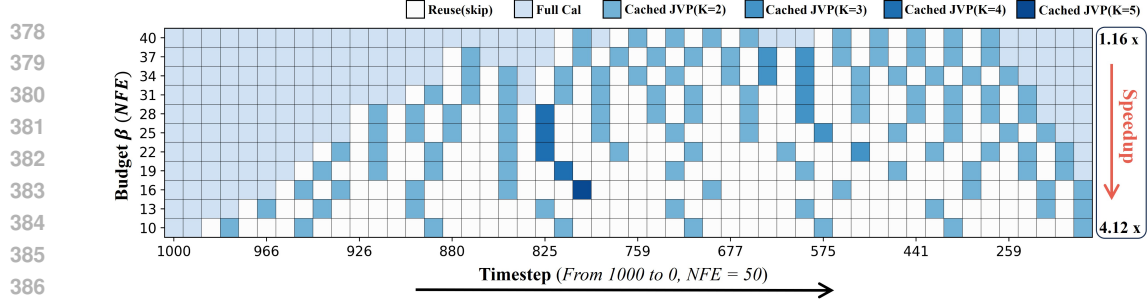 Reuse(skip) Full Cal Cached JVP(K=2) Cached JVP(K=3) Cached JVP(K=4) Cached JVP(K=5)
378
379
380
381
382
383
384
385
386
Budget β (NFE)
40
37
34
31
28
25
22
19
16
13
10
1000 966 926 880 825 759 677 575 441 259
Timestep (From 1000 to 0, NFE = 50)
1.16 x
Speedup
4.12 x